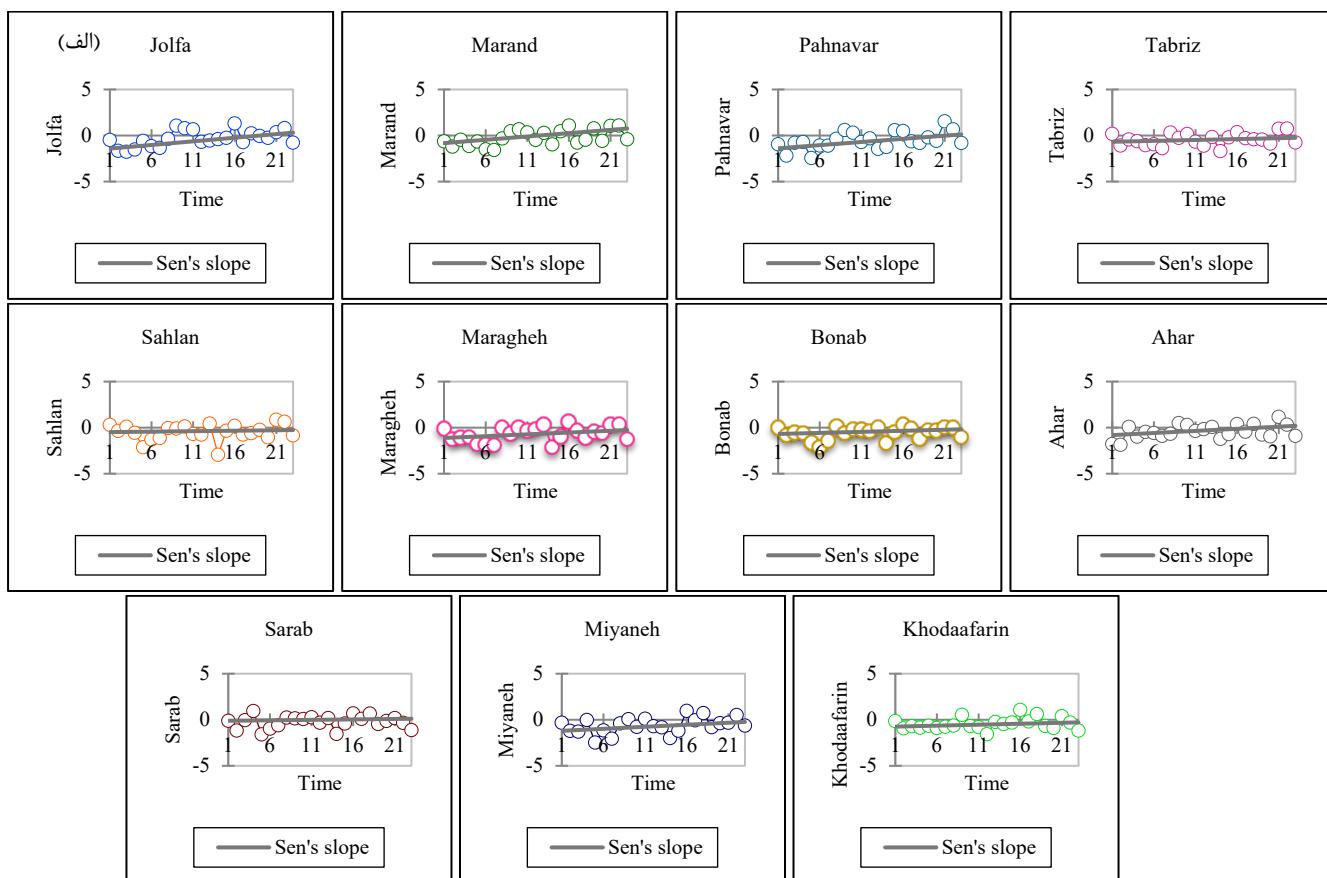 (الف)
Jolfa
5
0
-5
1 6 11 16 21
Jolfa
Time
Sen's slope
Marand
5
0
-5
1 6 11 16 21
Marand
Time
Sen's slope
Pahnavar
5
0
-5
1 6 11 16 21
Pahnavar
Time
Sen's slope
Tabriz
5
0
-5
1 6 11 16 21
Tabriz
Time
Sen's slope
Sahlan
5
0
-5
1 6 11 16 21
Sahlan
Time
Sen's slope
Maragheh
5
0
-5
1 6 11 16 21
Maragheh
Time
Sen's slope
Bonab
5
0
-5
1 6 11 16 21
Bonab
Time
Sen's slope
Ahar
5
0
-5
1 6 11 16 21
Ahar
Time
Sen's slope
Sarab
5
0
-5
1 6 11 16 21
Sarab
Time
Sen's slope
Miyaneh
5
0
-5
1 6 11 16 21
Miyaneh
Time
Sen's slope
Khodaafarin
5
0
-5
1 6 11 16 21
Khodaafarin
Time
Sen's slope